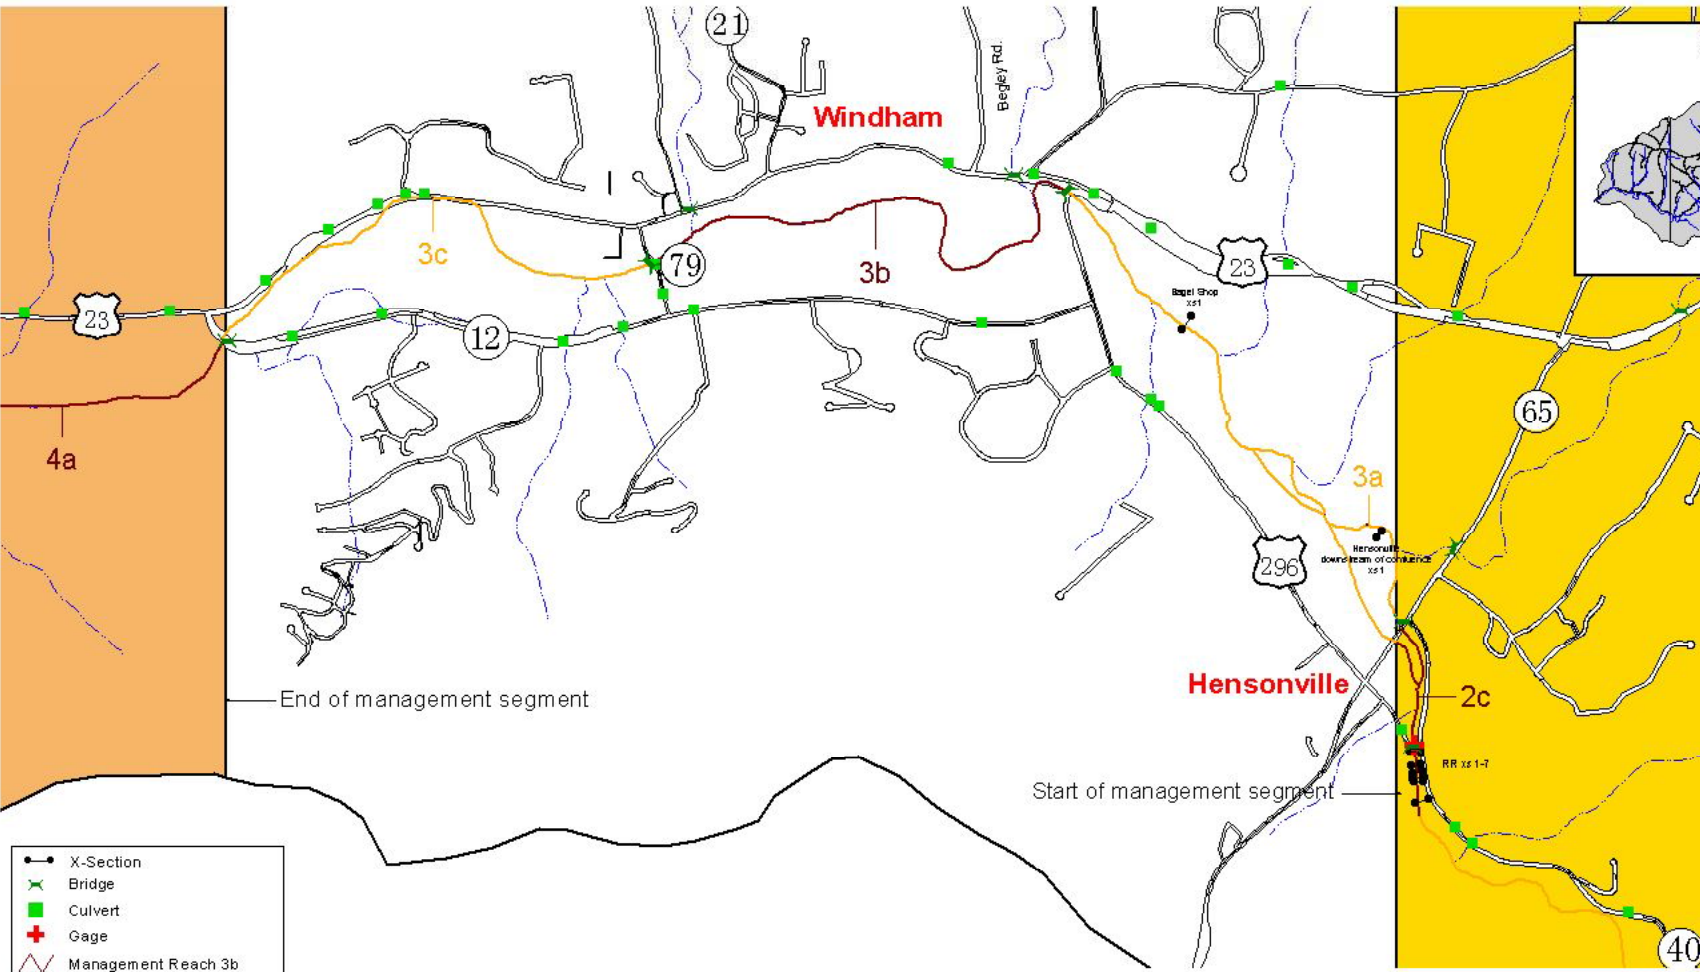 21
Begley Rd.
Windham
3c
79
3b
23
23
Bagel Shop
xs1
12
65
4a
3a
Hensonville
downstream of confluence
xs1
296
End of management segment
Hensonville
2c
RR xs 1-7
Start of management segment
X-Section
Bridge
Culvert
Gage
Management Reach 3b
40